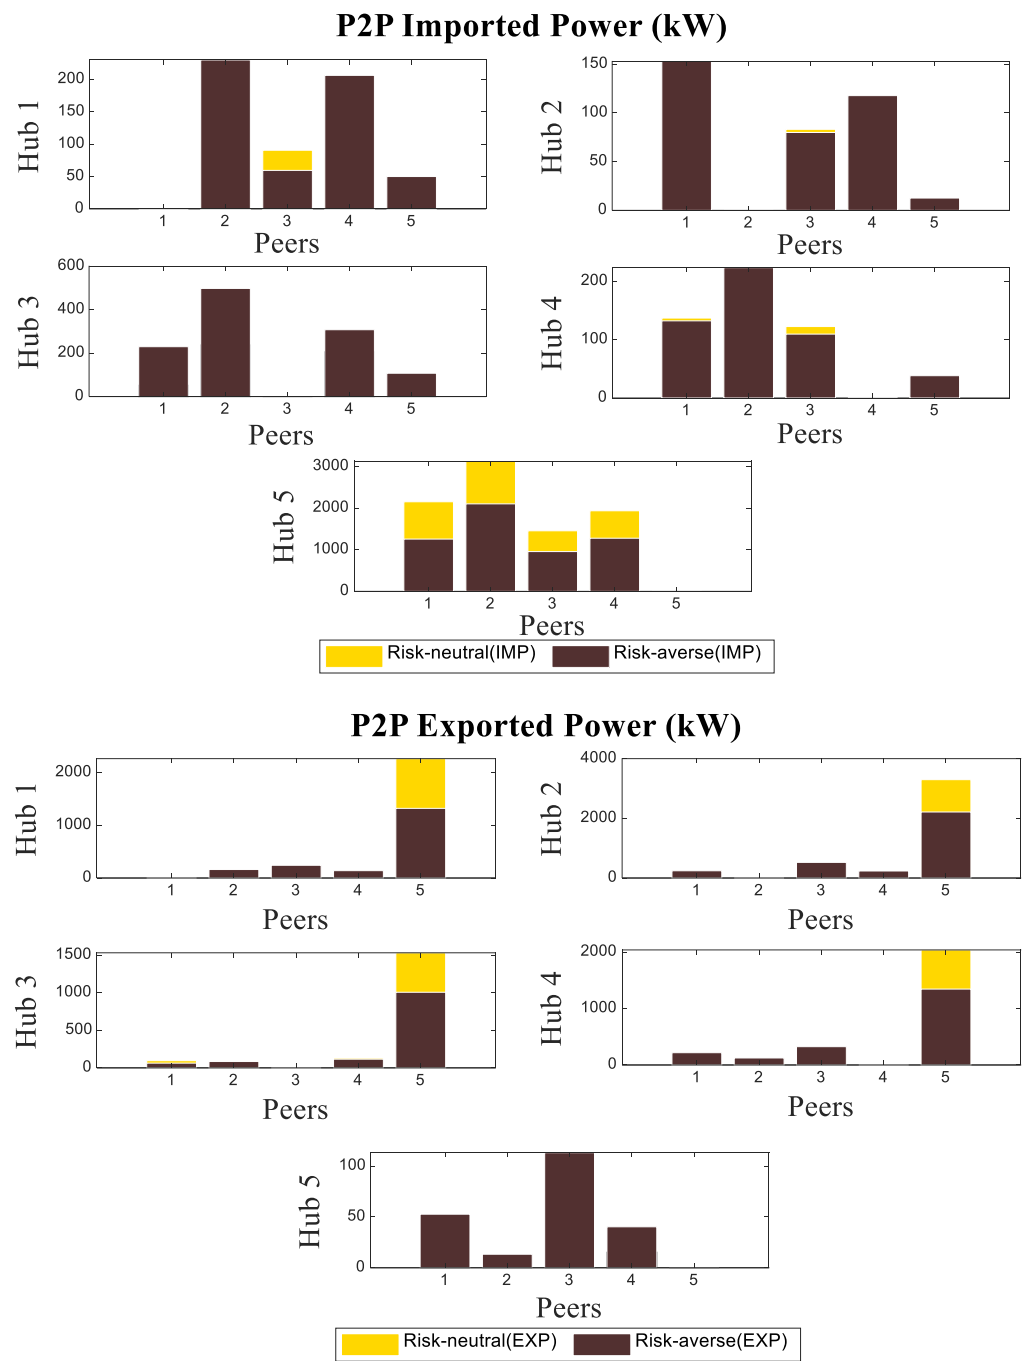 P2P Imported Power (kW)
Hub 1
200
150
100
50
0
1 2 3 4 5
Peers
Hub 2
150
100
50
0
1 2 3 4 5
Peers
Hub 3
600
400
200
0
1 2 3 4 5
Peers
Hub 4
200
100
0
1 2 3 4 5
Peers
Hub 5
3000
2000
1000
0
1 2 3 4 5
Peers
Risk-neutral(IMP) Risk-averse(IMP)
P2P Exported Power (kW)
Hub 1
2000
1000
0
1 2 3 4 5
Peers
Hub 2
4000
2000
0
1 2 3 4 5
Peers
Hub 3
1500
1000
500
0
1 2 3 4 5
Peers
Hub 4
2000
1000
0
1 2 3 4 5
Peers
Hub 5
100
50
0
1 2 3 4 5
Peers
Risk-neutral(EXP) Risk-averse(EXP)